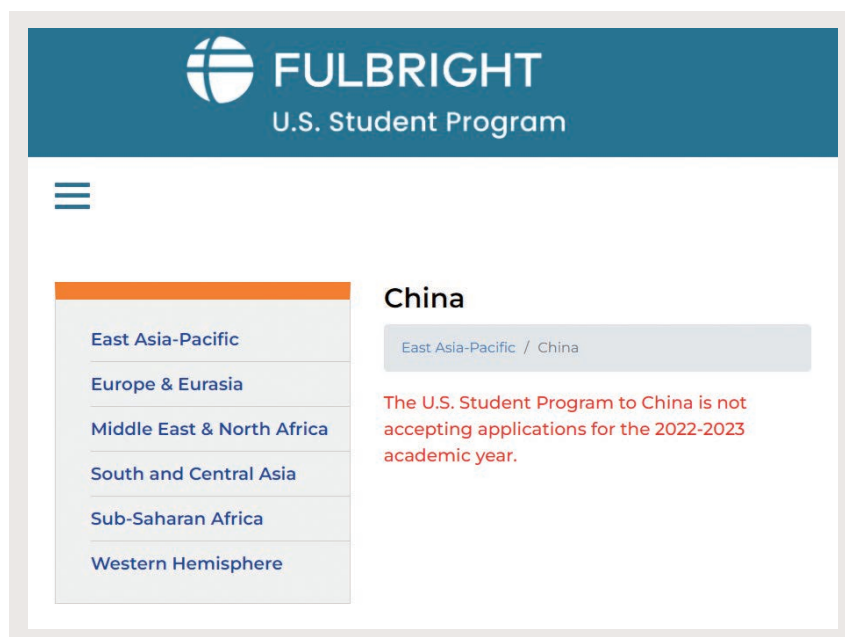 FULBRIGHT
U.S. Student Program
East Asia-Pacific
Europe & Eurasia
Middle East & North Africa
South and Central Asia
Sub-Saharan Africa
Western Hemisphere
China
East Asia-Pacific / China
The U.S. Student Program to China is not
accepting applications for the 2022-2023
academic year.